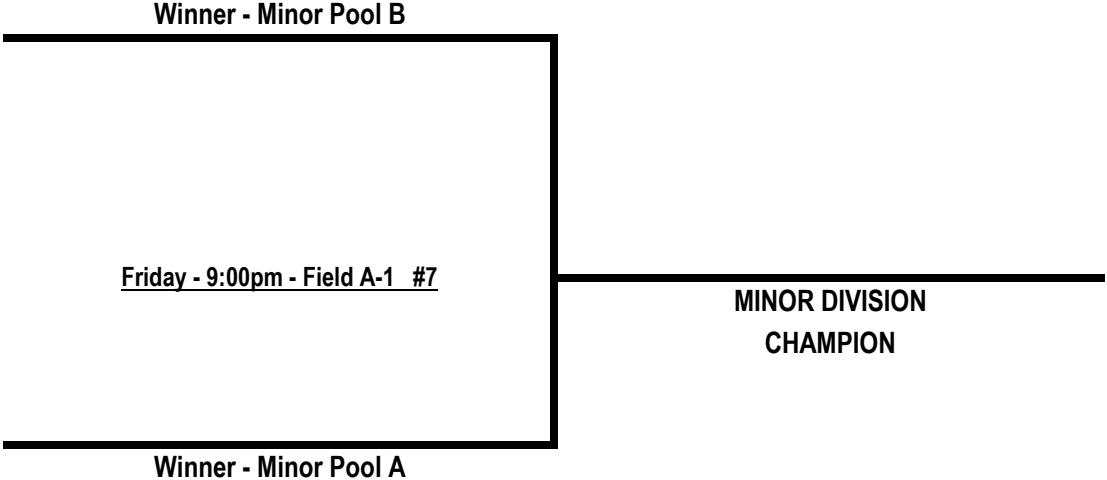 Winner - Minor Pool B
Friday - 9:00pm - Field A-1 #7
MINOR DIVISION
CHAMPION
Winner - Minor Pool A